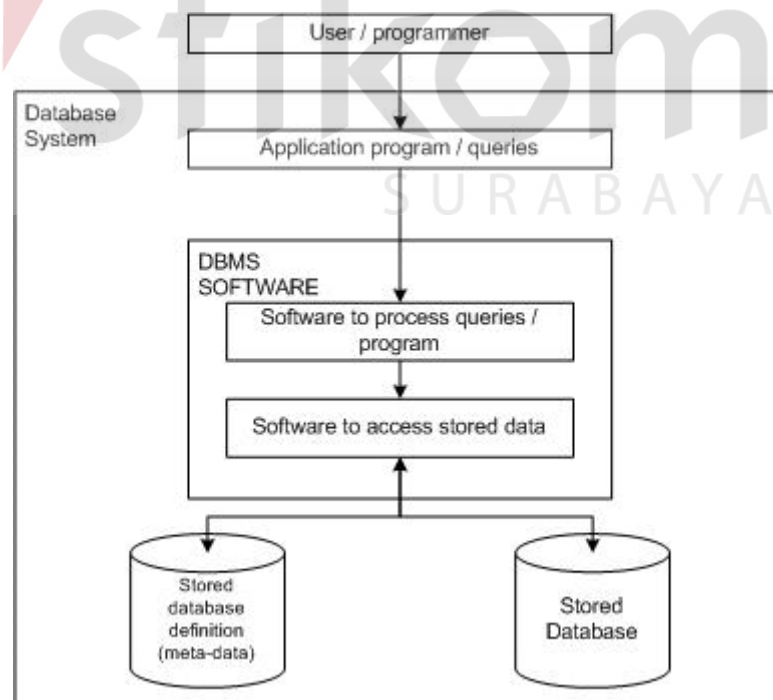 stikom
SURABAYA
User / programmer
Database
System
Application program / queries
DBMS
SOFTWARE
Software to process queries /
program
Software to access stored data
Stored
database
definition
(meta-data)
Stored
Database